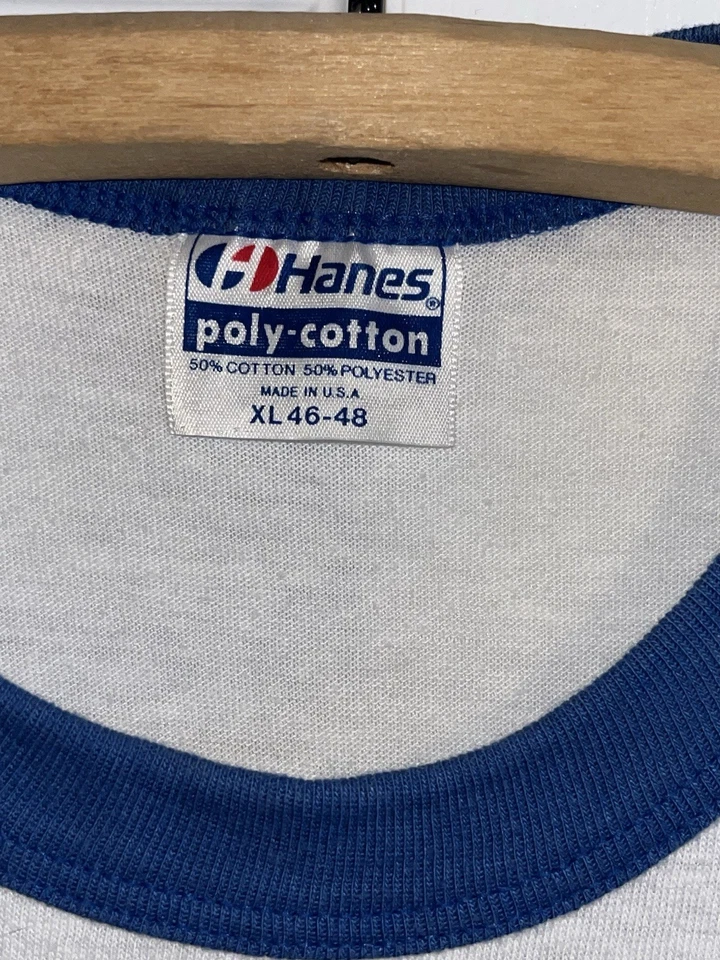 Hanes®
poly-cotton
50% COTTON 50% POLYESTER
MADE IN U.S.A
XL 46-48